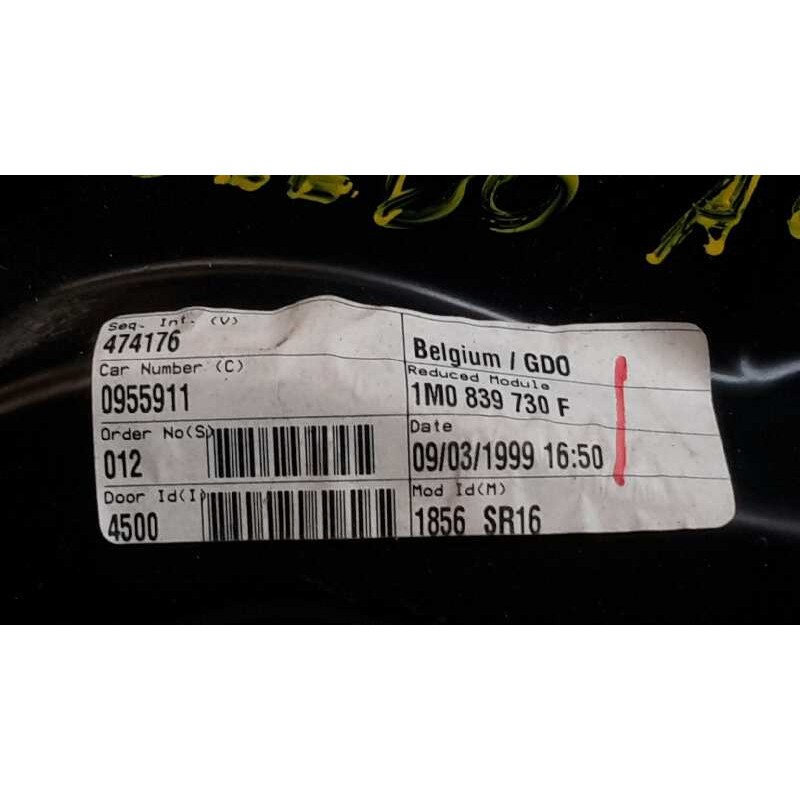 Seq. Int. (V)
474176
Car Number (C)
0955911
Order No(S)
012
Door Id(I)
4500
Belgium / GDO
Reduced Module
1M0 839 730 F
Date
09/03/1999 16:50
Mod Id(M)
1856 SR16